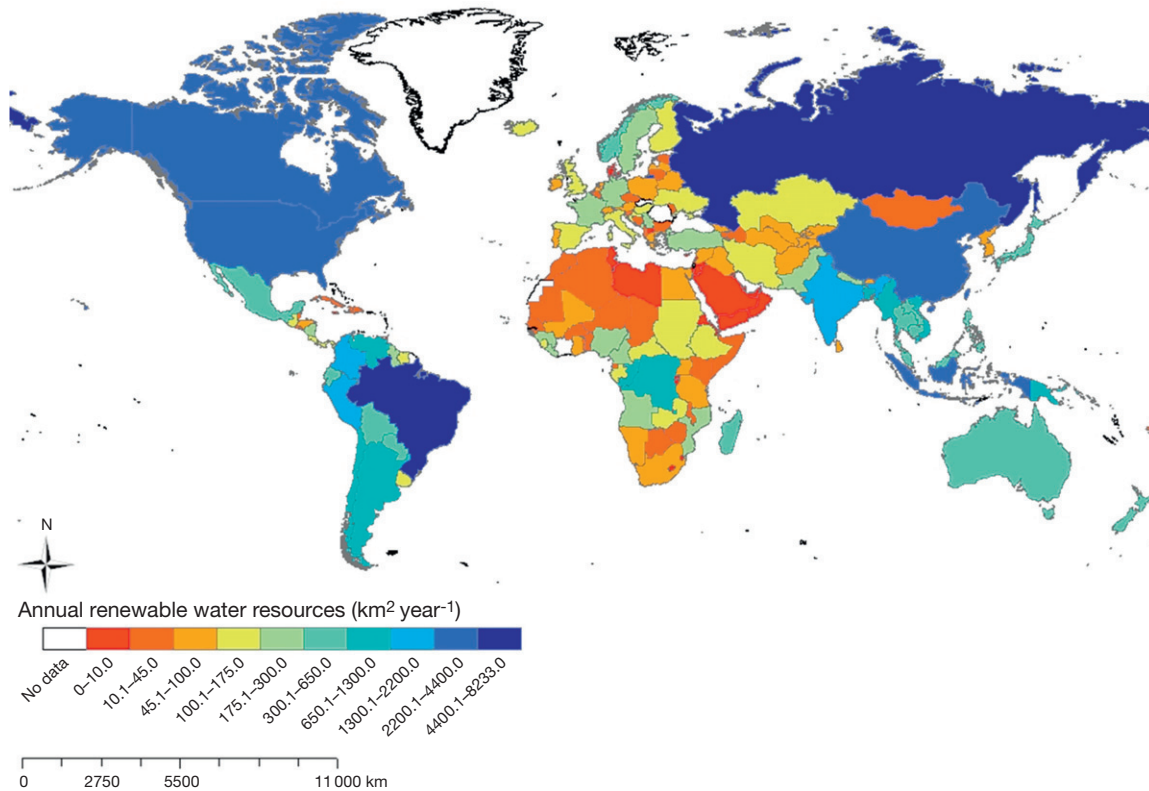 N
Annual renewable water resources (km² year⁻¹)
No data
0–10.0
10.1–45.0
45.1–100.0
100.1–175.0
175.1–300.0
300.1–650.0
650.1–1300.0
1300.1–2200.0
2200.1–4400.0
4400.1–8233.0
0 2750 5500 11 000 km